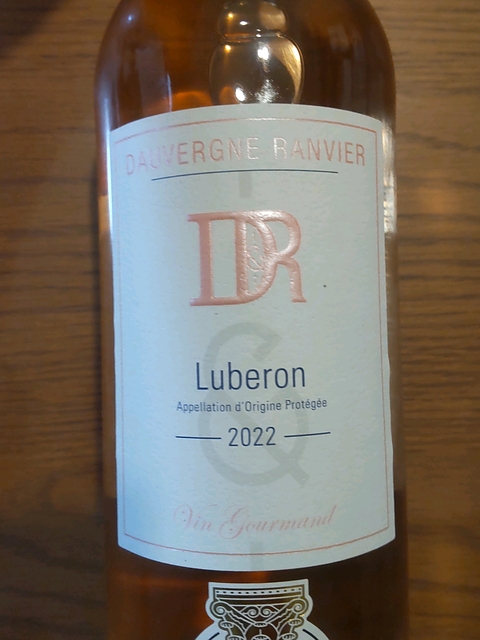 DAUVERGNE RANVIER
DR
&
Luberon
Appellation d'Origine Protégée
2022
Vin Gourmand